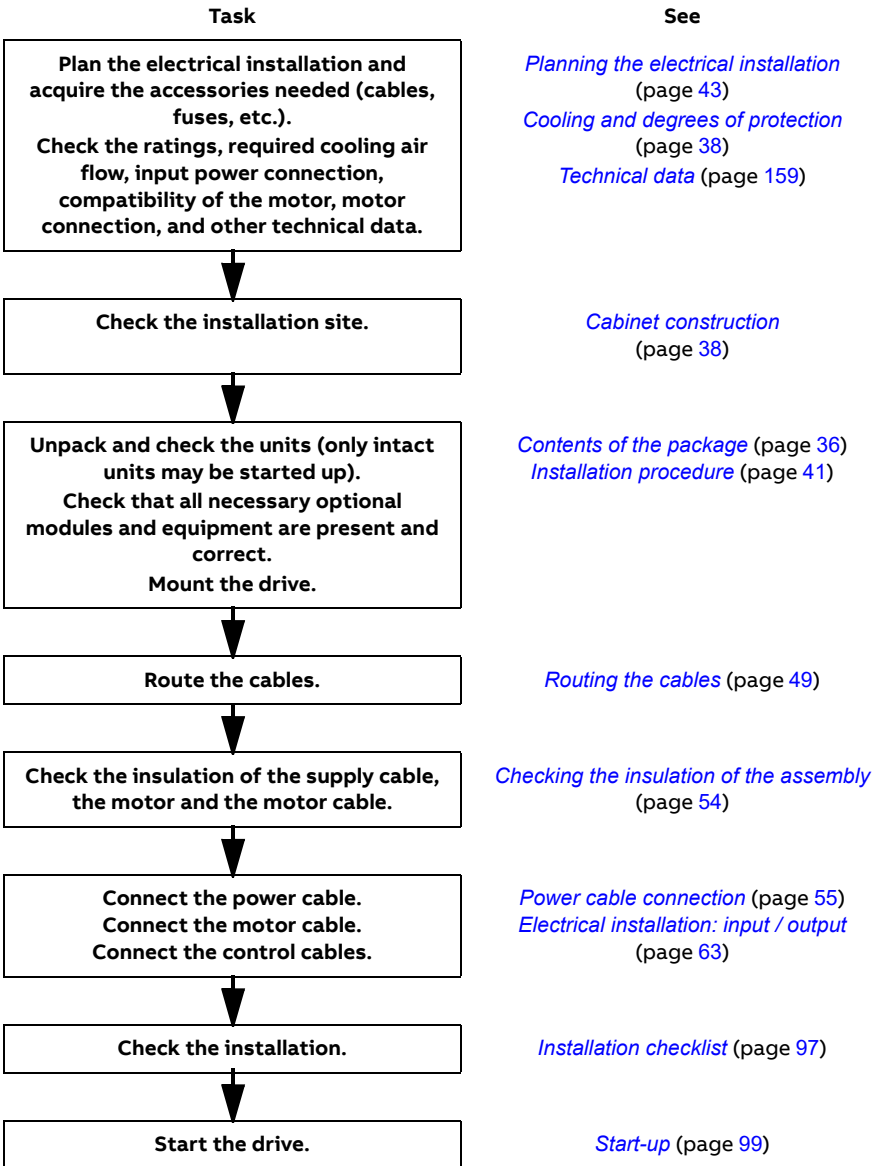 Task
See
Plan the electrical installation and
acquire the accessories needed (cables,
fuses, etc.).
Check the ratings, required cooling air
flow, input power connection,
compatibility of the motor, motor
connection, and other technical data.
Planning the electrical installation
(page 43)
Cooling and degrees of protection
(page 38)
Technical data (page 159)
Check the installation site.
Cabinet construction
(page 38)
Unpack and check the units (only intact
units may be started up).
Check that all necessary optional
modules and equipment are present and
correct.
Mount the drive.
Contents of the package (page 36)
Installation procedure (page 41)
Route the cables.
Routing the cables (page 49)
Check the insulation of the supply cable,
the motor and the motor cable.
Checking the insulation of the assembly
(page 54)
Connect the power cable.
Connect the motor cable.
Connect the control cables.
Power cable connection (page 55)
Electrical installation: input / output
(page 63)
Check the installation.
Installation checklist (page 97)
Start the drive.
Start-up (page 99)